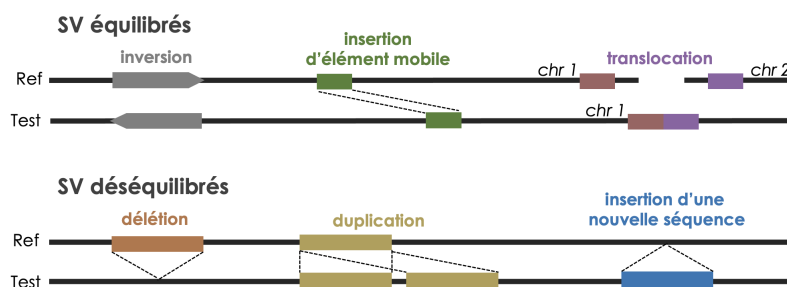 SV équilibrés
inversion
insertion
d'élément mobile
translocation
Ref
chr 1
chr 2
Test
chr 1
SV déséquilibrés
délétion
duplication
insertion d'une
nouvelle séquence
Ref
Test